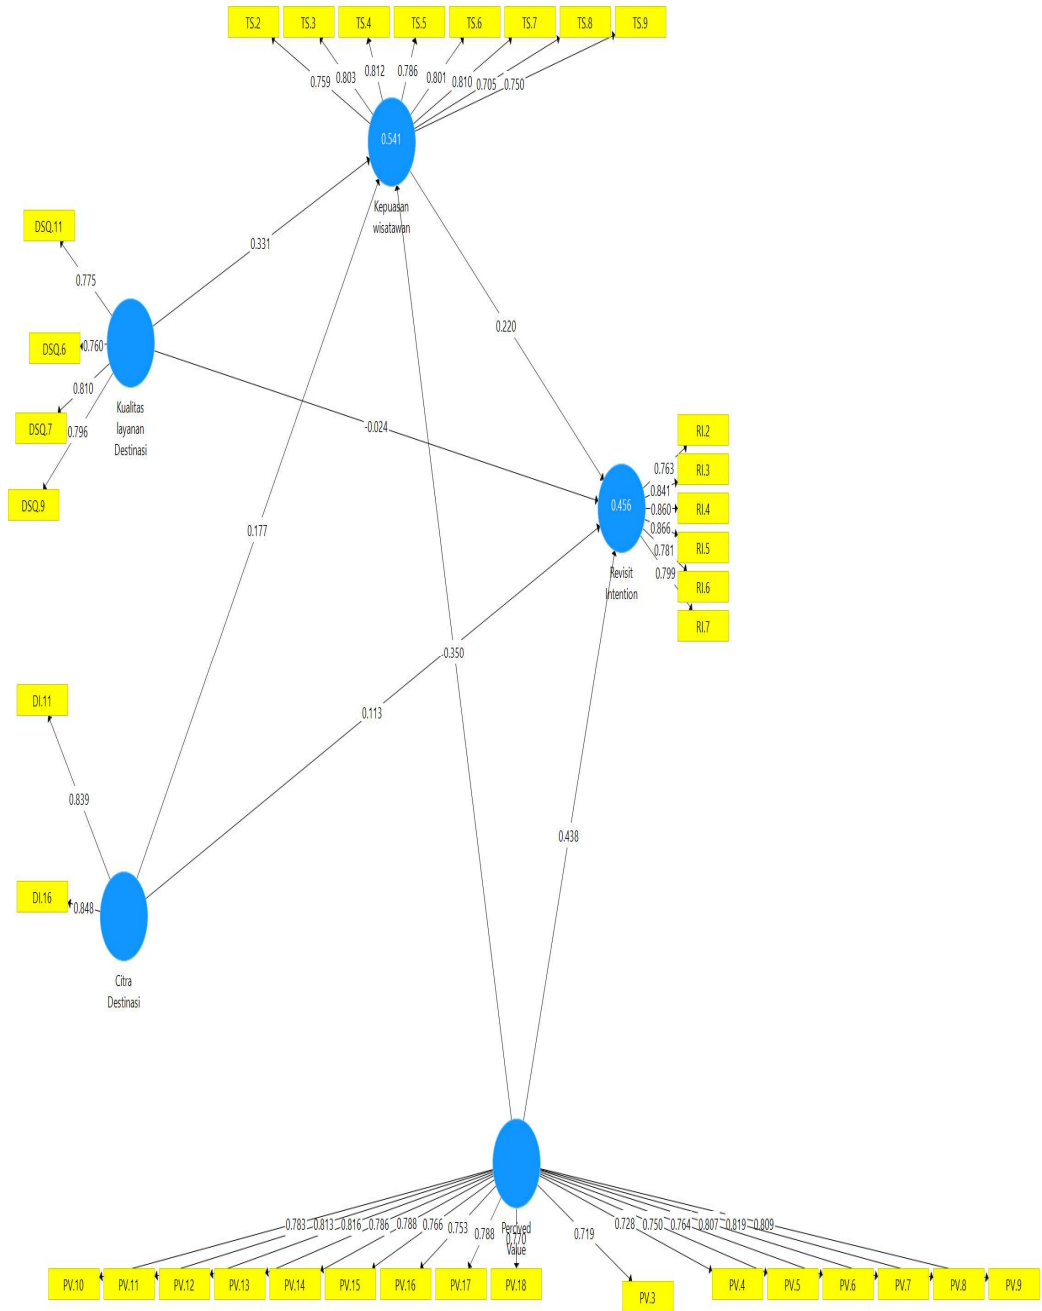 TS.2 TS.3 TS.4 TS.5 TS.6 TS.7 TS.8 TS.9
0.759 0.803 0.812 0.786 0.801 0.810 0.705 0.750
0.541
Kepuasan
wisatawan
DSQ.11
0.775
0.331
DSQ.6
0.760
0.810
DSQ.7
0.796
DSQ.9
Kualitas
layanan
Destinasi
0.220
-0.024
0.177
RI.2
0.763
RI.3
0.841
0.456
0.860
RI.4
0.866
RI.5
0.781
RI.6
0.799
RI.7
Revisit
Intention
0.350
DI.11
0.113
0.839
0.438
DI.16
0.848
Citra
Destinasi
0.783 0.813 0.816 0.786 0.788 0.766 0.753 0.788 0.770 0.719 0.728 0.750 0.764 0.807 0.819 0.809
Percived
Value
PV.10 PV.11 PV.12 PV.13 PV.14 PV.15 PV.16 PV.17 PV.18 PV.3 PV.4 PV.5 PV.6 PV.7 PV.8 PV.9